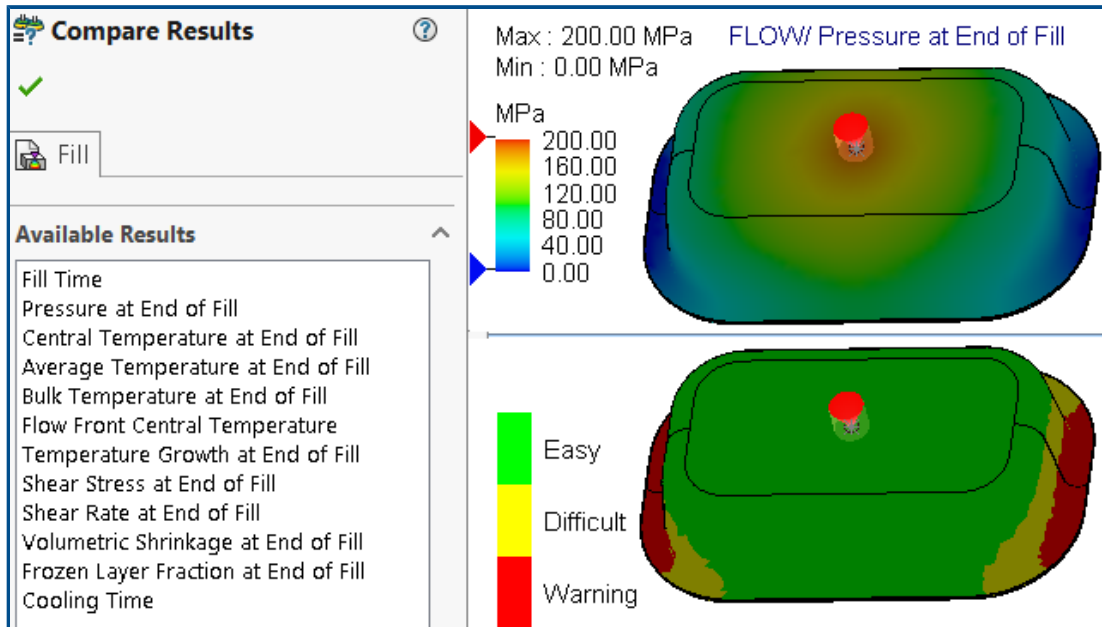 Compare Results
Fill
Available Results
Fill Time
Pressure at End of Fill
Central Temperature at End of Fill
Average Temperature at End of Fill
Bulk Temperature at End of Fill
Flow Front Central Temperature
Temperature Growth at End of Fill
Shear Stress at End of Fill
Shear Rate at End of Fill
Volumetric Shrinkage at End of Fill
Frozen Layer Fraction at End of Fill
Cooling Time
Max : 200.00 MPa FLOW/ Pressure at End of Fill
Min : 0.00 MPa
MPa
200.00
160.00
120.00
80.00
40.00
0.00
Easy
Difficult
Warning